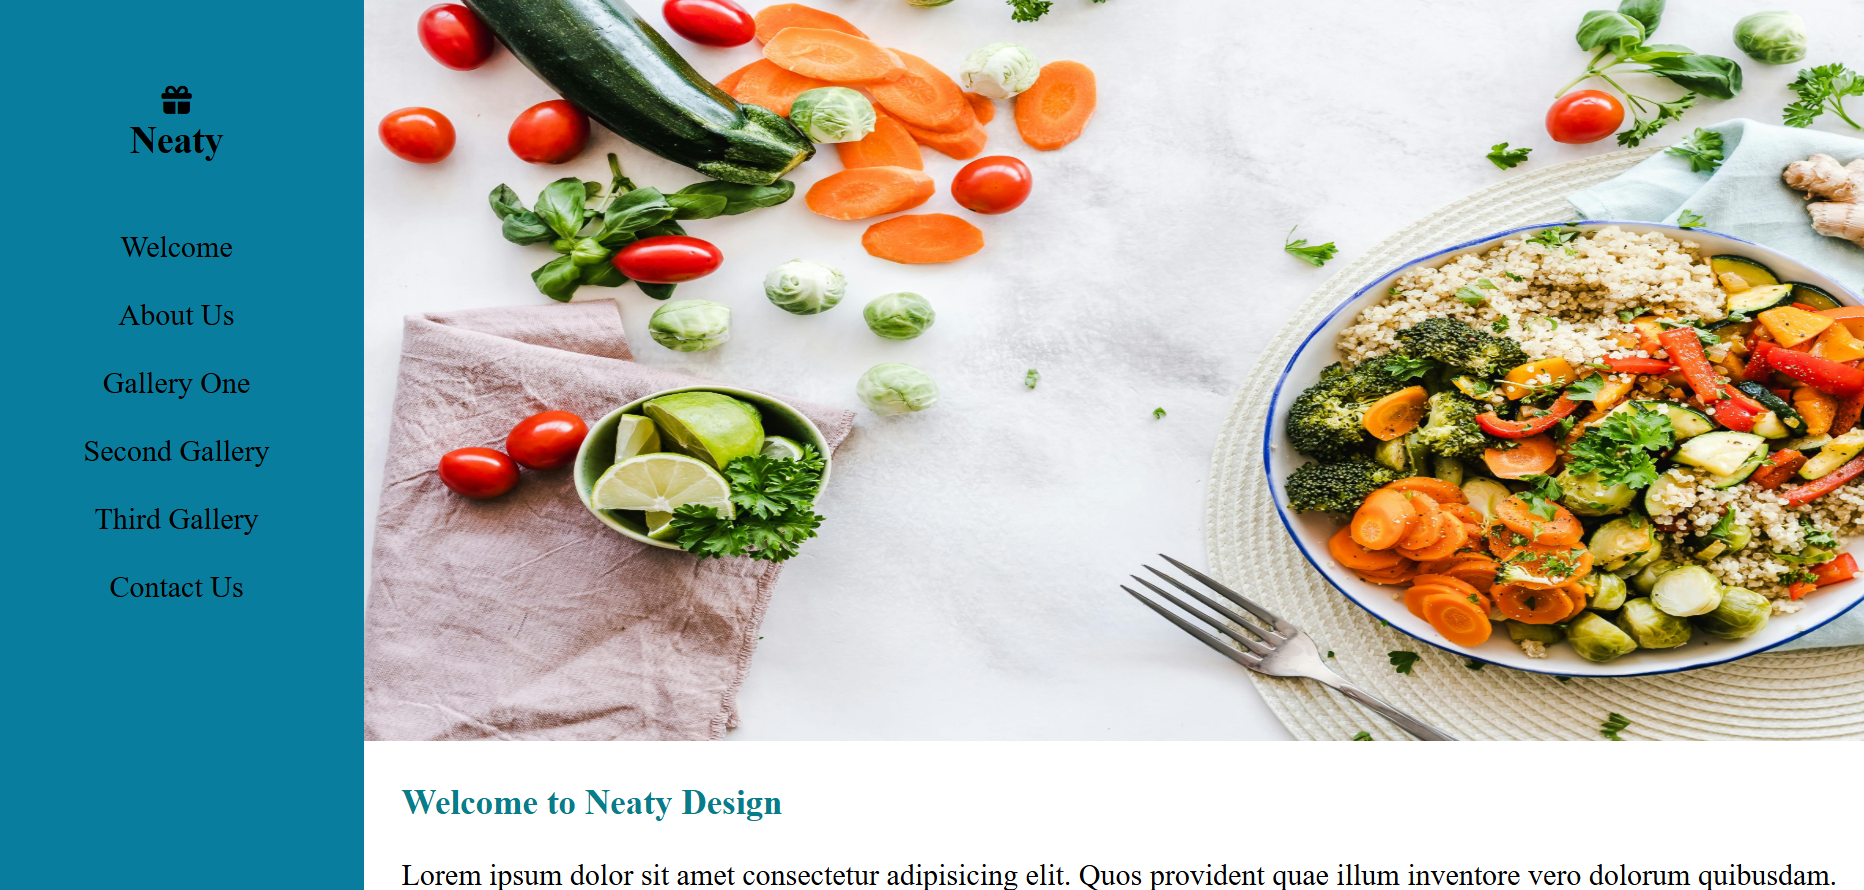 Neaty
Welcome
About Us
Gallery One
Second Gallery
Third Gallery
Contact Us
Welcome to Neaty Design
Lorem ipsum dolor sit amet consectetur adipisicing elit. Quos provident quae illum inventore vero dolorum quibusdam.